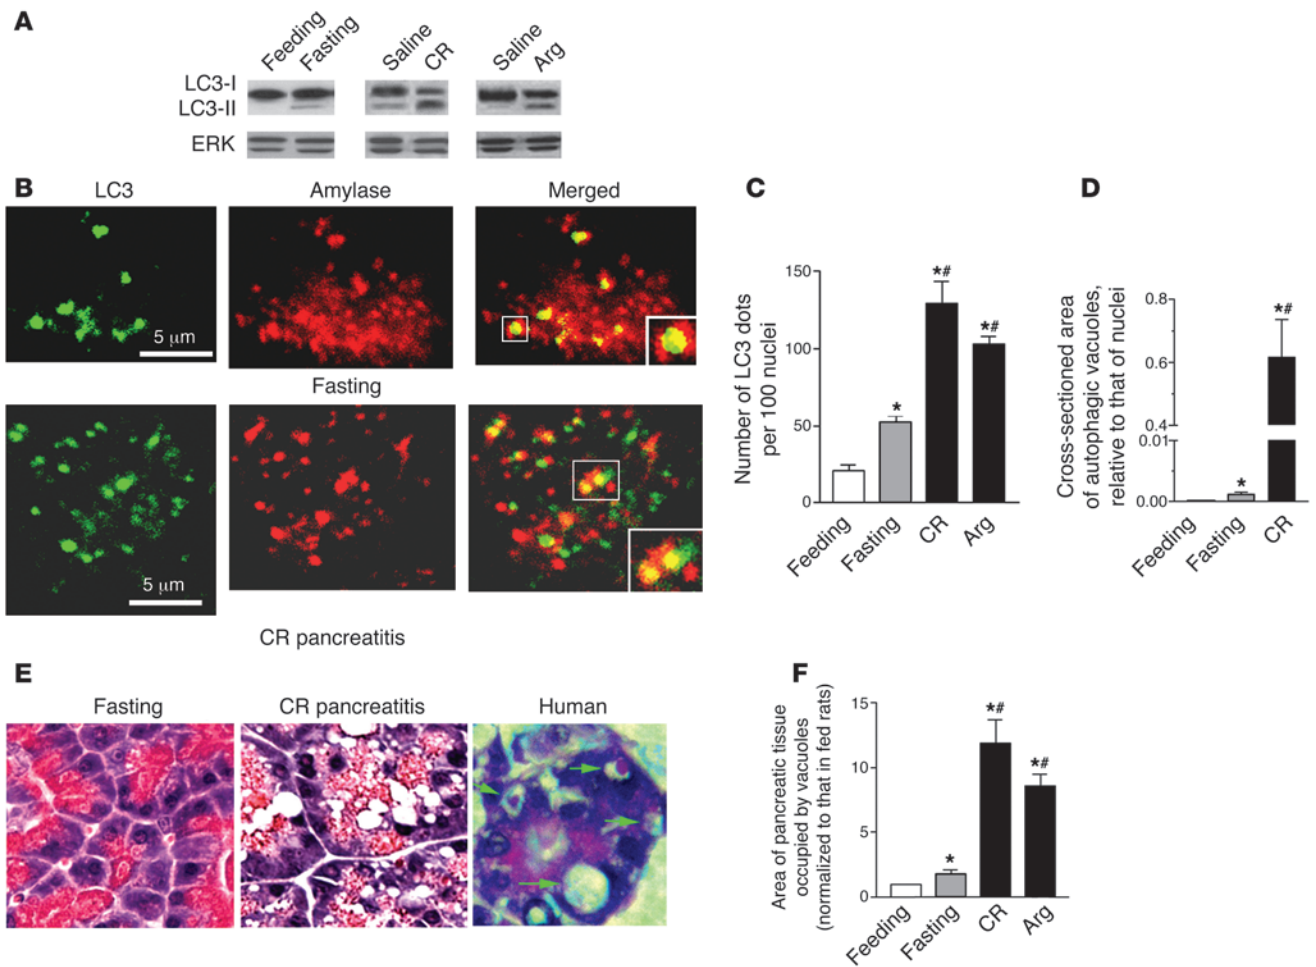 A
Feeding
Fasting
Saline
CR
Saline
Arg
LC3-I
LC3-II
ERK
B
LC3
Amylase
Merged
5 μm
Fasting
5 μm
CR pancreatitis
C
Number of LC3 dots
per 100 nuclei
150
100
50
0
*
*#
*#
Feeding
Fasting
CR
Arg
D
Cross-sectioned area
of autophagic vacuoles,
relative to that of nuclei
0.8
0.6
0.4
0.01
0.00
*
*#
Feeding
Fasting
CR
E
Fasting
CR pancreatitis
Human
F
Area of pancreatic tissue
occupied by vacuoles
(normalized to that in fed rats)
15
10
5
0
*
*#
*#
Feeding
Fasting
CR
Arg